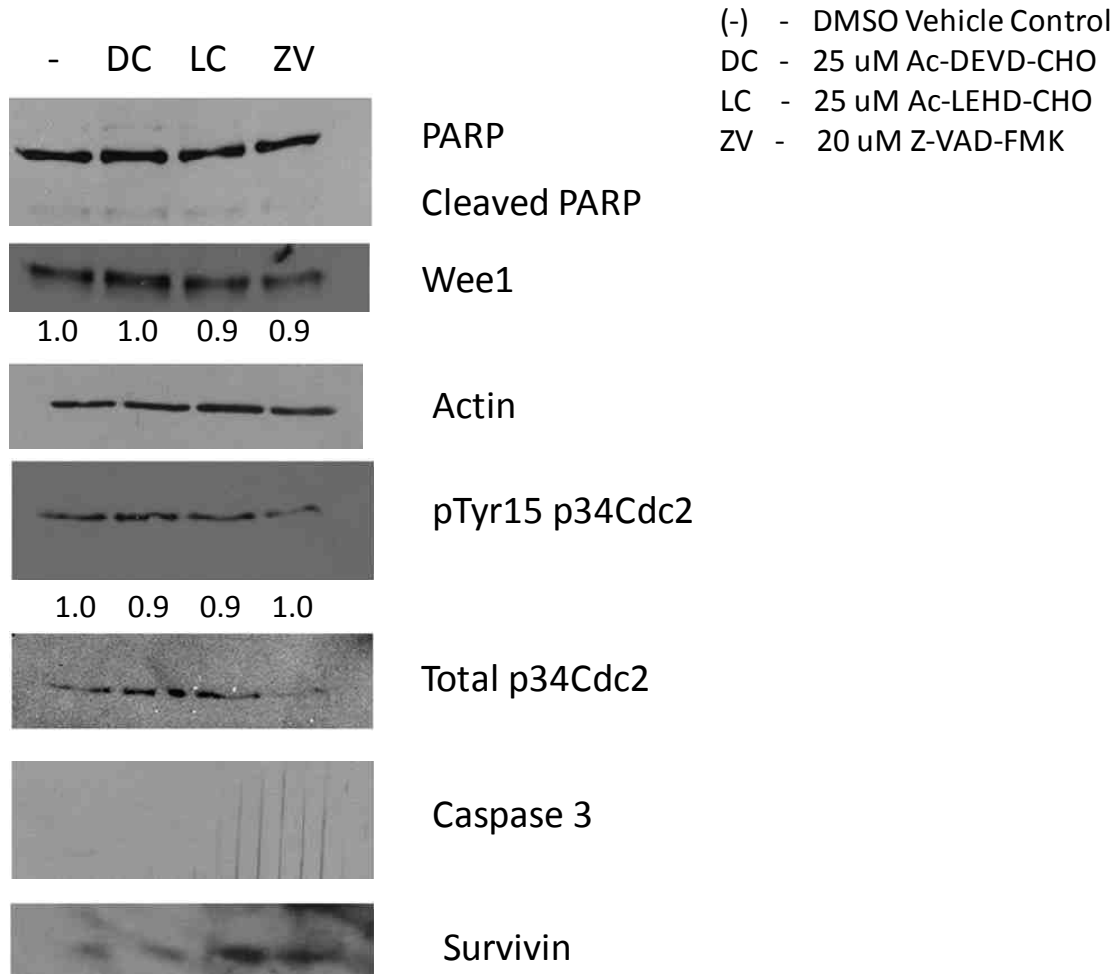 - DC LC ZV
(-) - DMSO Vehicle Control
DC - 25 uM Ac-DEVD-CHO
LC - 25 uM Ac-LEHD-CHO
ZV - 20 uM Z-VAD-FMK
PARP
Cleaved PARP
Wee1
1.0 1.0 0.9 0.9
Actin
pTyr15 p34Cdc2
1.0 0.9 0.9 1.0
Total p34Cdc2
Caspase 3
Survivin